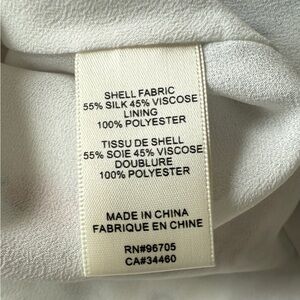 SHELL FABRIC
55% SILK 45% VISCOSE
LINING
100% POLYESTER
TISSU DE SHELL
55% SOIE 45% VISCOSE
DOUBLURE
100% POLYESTER
MADE IN CHINA
FABRIQUE EN CHINE
RN#96705
CA#34460